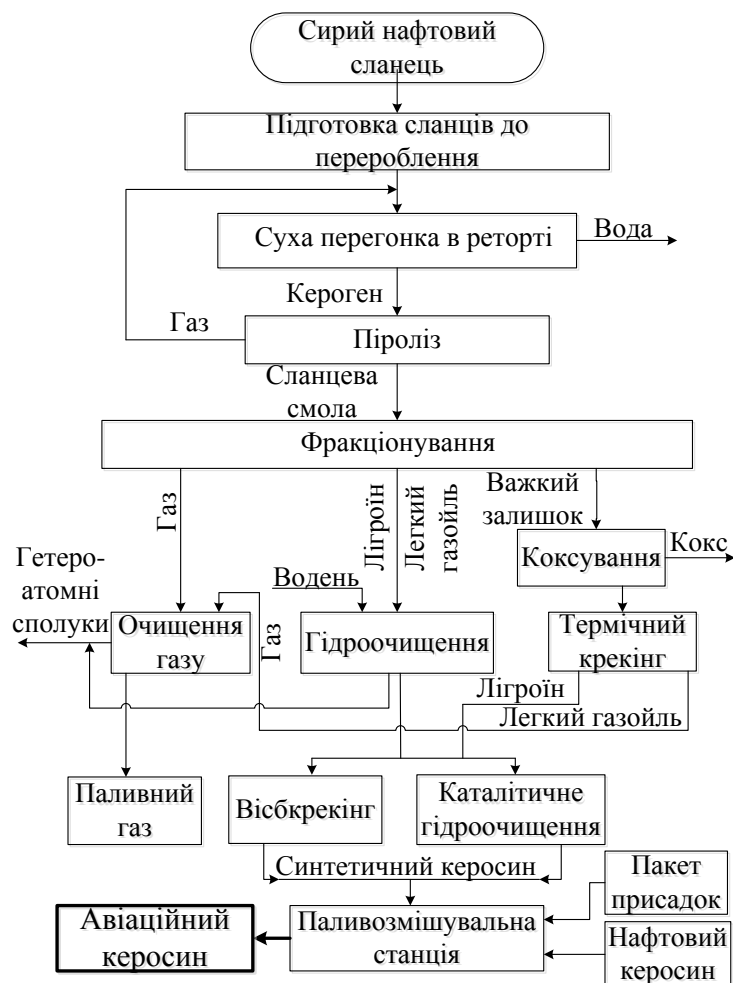 Сирий нафтовий
сланець
Підготовка сланців до
перероблення
Суха перегонка в реторті
Вода
Кероген
Газ
Піроліз
Сланцева
смола
Фракціонування
Газ
Лігроїн
Легкий
газойль
Важкий
залишок
Коксування
Кокс
Гетеро-
атомні
сполуки
Водень
Очищення
газу
Газ
Гідроочищення
Термічний
крекінг
Лігроїн
Легкий газойль
Паливний
газ
Вісбкрекінг
Каталітичне
гідроочищення
Синтетичний керосин
Пакет
присадок
Авіаційний
керосин
Паливозмішувальна
станція
Нафтовий
керосин